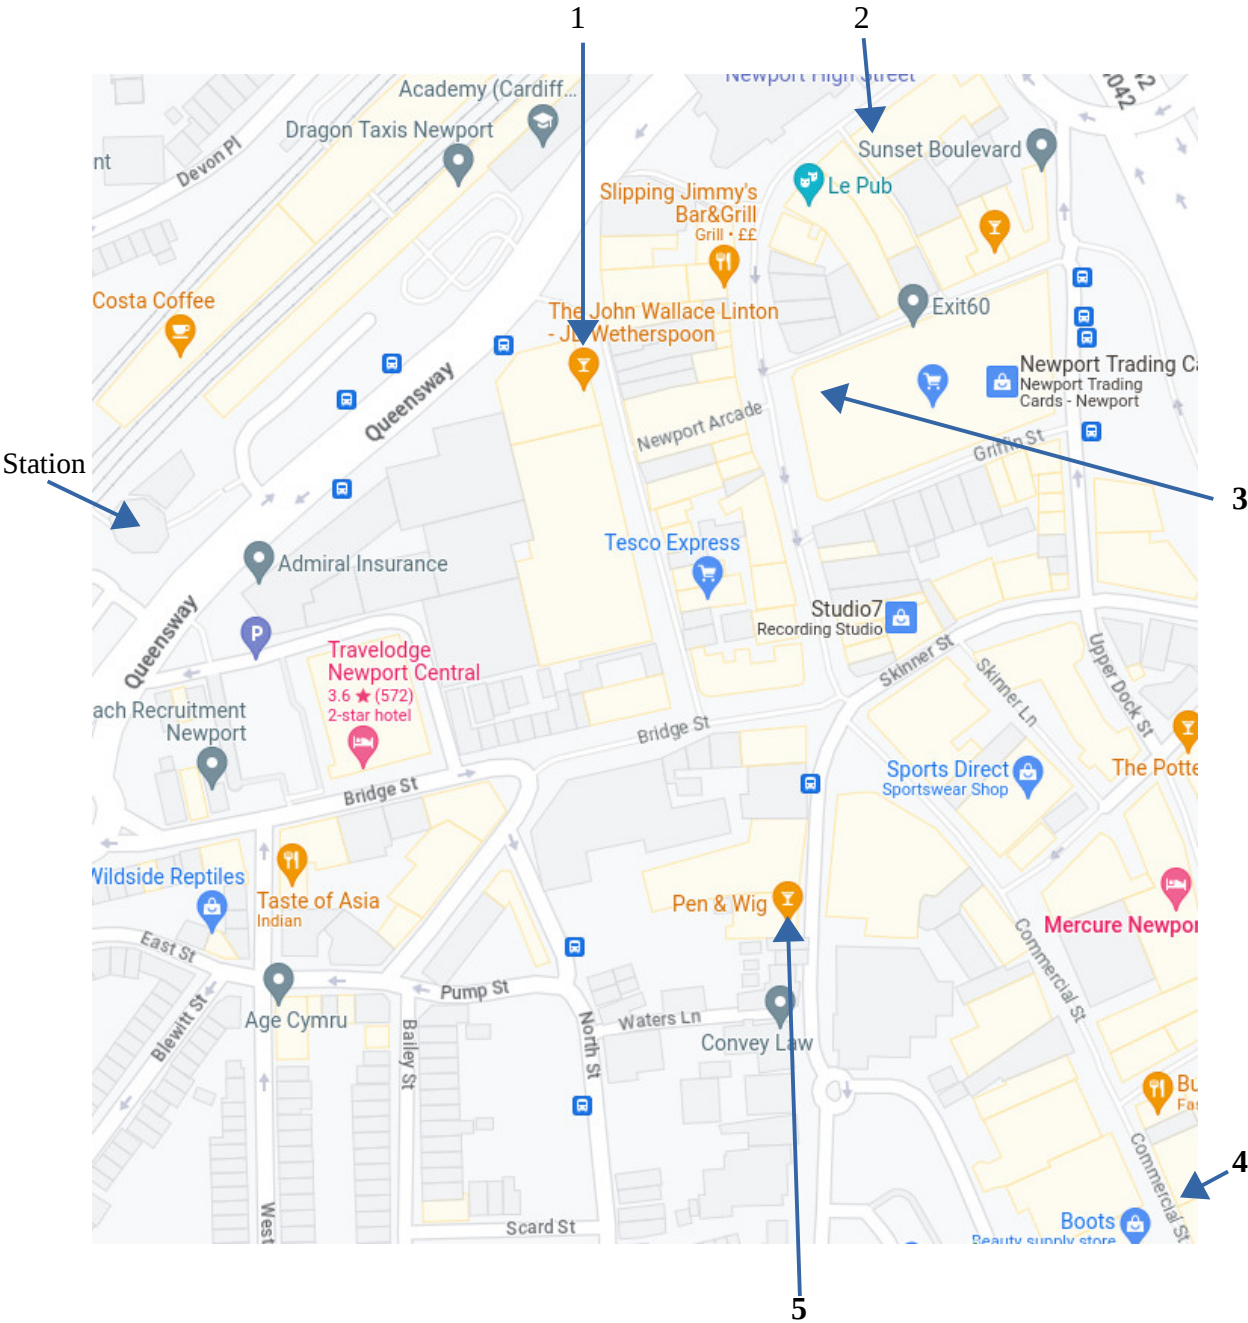 1
2
Newport High Street
Academy (Cardiff...
Dragon Taxis Newport
Devon Pl
nt
Sunset Boulevard
Le Pub
Slipping Jimmy's
Bar&Grill
Grill • ££
Costa Coffee
The John Wallace Linton
- JD Wetherspoon
Exit60
Newport Trading Ca
Newport Trading
Cards - Newport
Queensway
Newport Arcade
Griffin St
Station
3
Tesco Express
Admiral Insurance
Studio7
Recording Studio
P
Queensway
Travelodge
Newport Central
3.6 ★ (572)
2-star hotel
Skinner St
Skinner Ln
Upper Dock St
ach Recruitment
Newport
Bridge St
Sports Direct
Sportswear Shop
The Potte
Bridge St
Wildside Reptiles
Taste of Asia
Indian
Pen & Wig
Mercure Newpor
East St
Commercial St
Pump St
Blewitt St
Age Cymru
Bailey St
North St
Waters Ln
Convey Law
Bu
Fas
Commercial St
4
West
Scard St
Boots
Beauty supply store
5